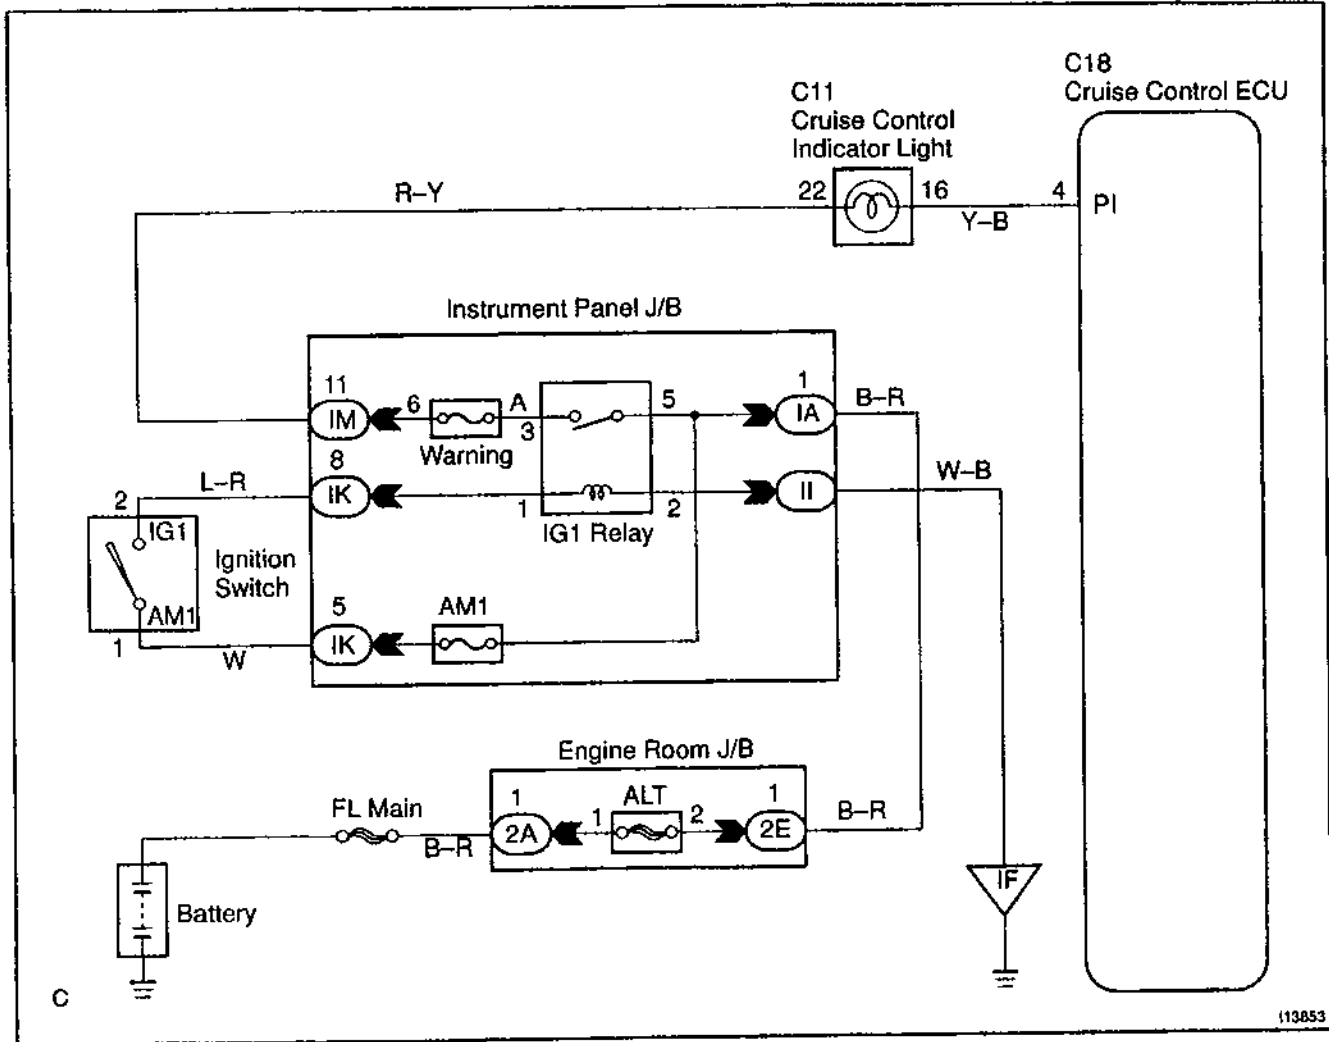 C18
Cruise Control ECU
C11
Cruise Control
Indicator Light
R–Y
22
16
4
PI
Y–B
Instrument Panel J/B
11
IM
6
A
3
5
1
IA
B–R
Warning
8
IK
L–R
1
2
II
W–B
IG1 Relay
2
IG1
Ignition
Switch
AM1
1
W
5
IK
AM1
Engine Room J/B
FL Main
B–R
1
2A
1
ALT
2
1
2E
B–R
IF
Battery
C
I13853